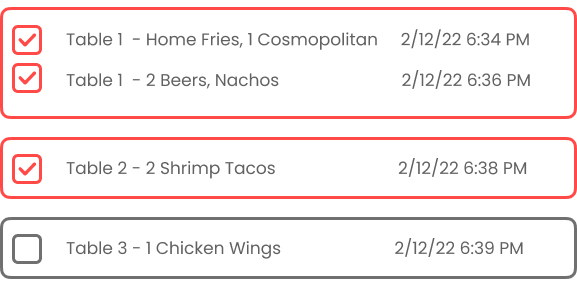 Table 1 - Home Fries, 1 Cosmopolitan 2/12/22 6:34 PM
Table 1 - 2 Beers, Nachos 2/12/22 6:36 PM
Table 2 - 2 Shrimp Tacos 2/12/22 6:38 PM
Table 3 - 1 Chicken Wings 2/12/22 6:39 PM